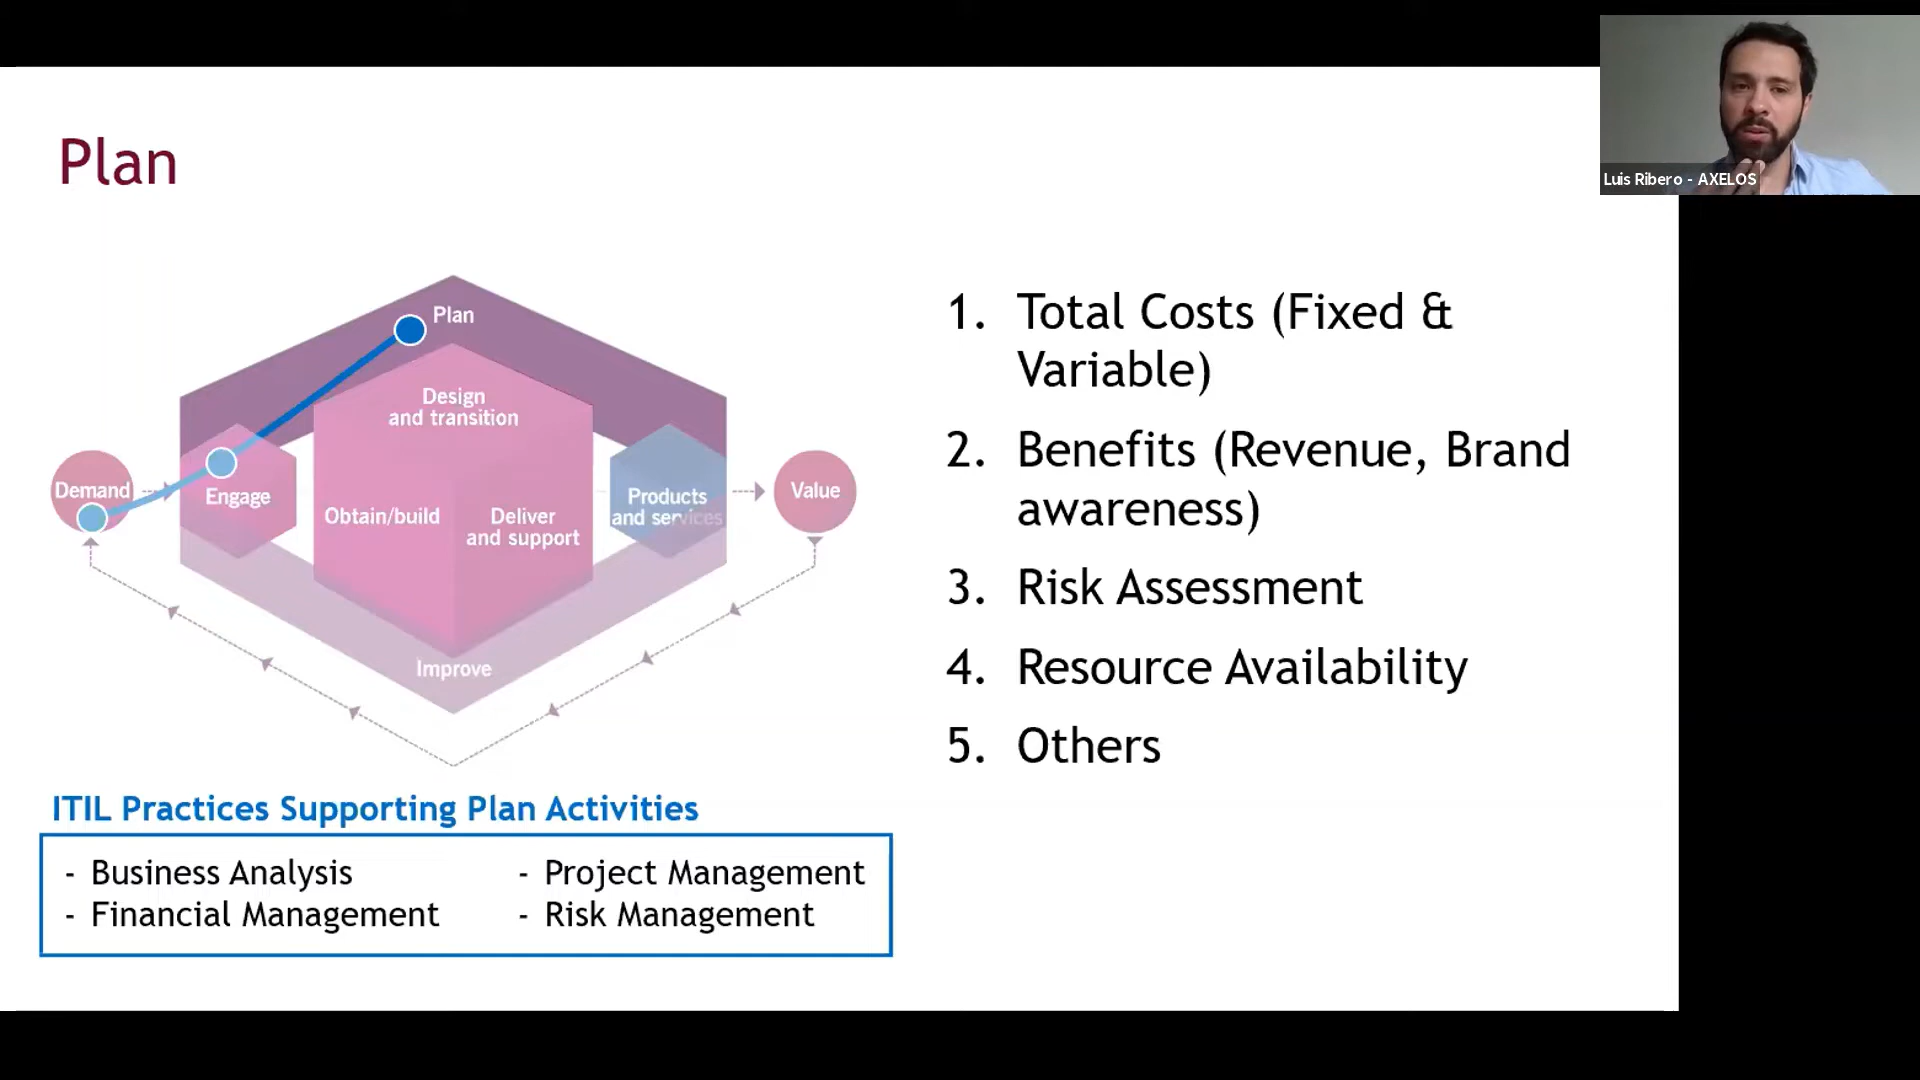 Luis Ribero - AXELOS
Plan
Plan
Design
and transition
Demand
Engage
Obtain/build
Deliver
and support
Products
and services
Value
Improve
1. Total Costs (Fixed &
Variable)
2. Benefits (Revenue, Brand
awareness)
3. Risk Assessment
4. Resource Availability
5. Others
ITIL Practices Supporting Plan Activities
- Business Analysis
- Financial Management
- Project Management
- Risk Management